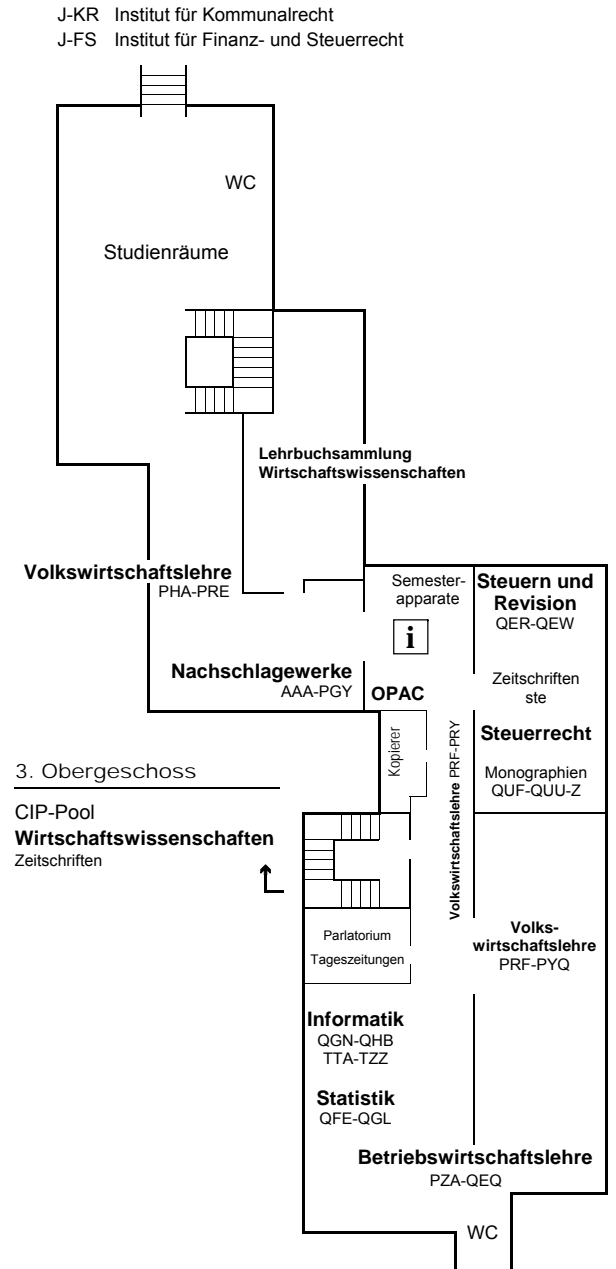 J-KR Institut für Kommunalrecht
J-FS Institut für Finanz- und Steuerrecht
WC
Studienräume
Lehrbuchsammlung
Wirtschaftswissenschaften
Volkswirtschaftslehre
PHA-PRE
Semester-
apparate
i
Steuern und
Revision
QER-QEW
Nachschlagewerke
AAA-PGY
OPAC
Zeitschriften
ste
Steuerrecht
Monographien
QUF-QUU-Z
Kopierer
Volkswirtschaftslehre PRF-PRY
3. Obergeschoss
CIP-Pool
Wirtschaftswissenschaften
Zeitschriften
Parlatorium
Tageszeitungen
Volks-
wirtschaftslehre
PRF-PYQ
Informatik
QGN-QHB
TTA-TZZ
Statistik
QFE-QGL
Betriebswirtschaftslehre
PZA-QEQ
WC